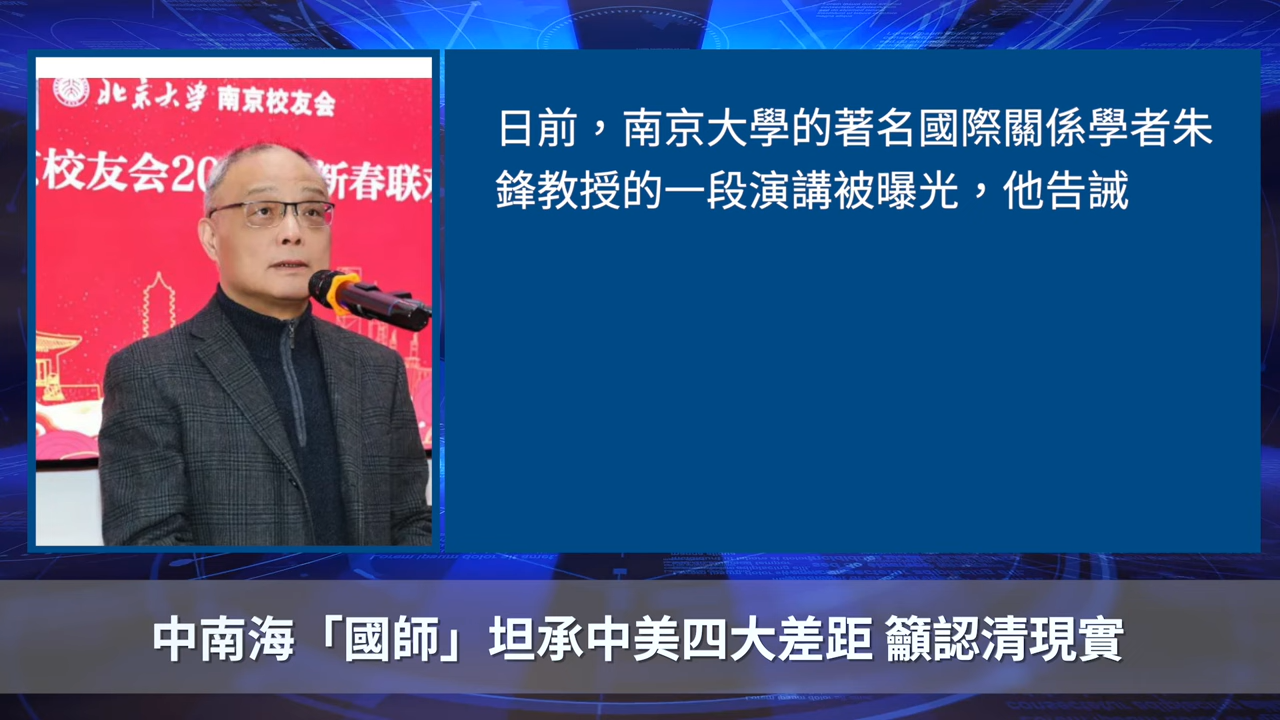 北京大学 南京校友会
校友会20 新春联
日前，南京大學的著名國際關係學者朱
鋒教授的一段演講被曝光，他告誡
中南海「國師」坦承中美四大差距 籲認清現實